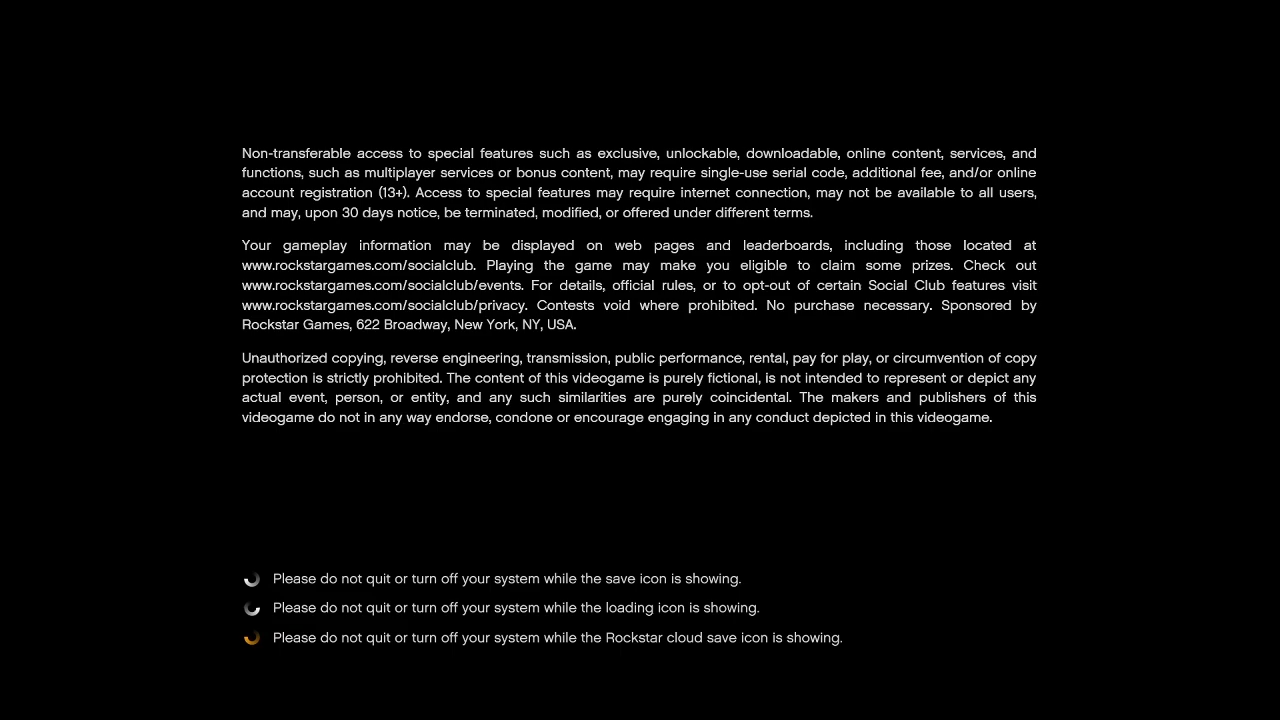 Non-transferable access to special features such as exclusive, unlockable, downloadable, online content, services, and
functions, such as multiplayer services or bonus content, may require single-use serial code, additional fee, and/or online
account registration (13+). Access to special features may require internet connection, may not be available to all users,
and may, upon 30 days notice, be terminated, modified, or offered under different terms.
Your gameplay information may be displayed on web pages and leaderboards, including those located at
www.rockstargames.com/socialclub. Playing the game may make you eligible to claim some prizes. Check out
www.rockstargames.com/socialclub/events. For details, official rules, or to opt-out of certain Social Club features visit
www.rockstargames.com/socialclub/privacy. Contests void where prohibited. No purchase necessary. Sponsored by
Rockstar Games, 622 Broadway, New York, NY, USA.
Unauthorized copying, reverse engineering, transmission, public performance, rental, pay for play, or circumvention of copy
protection is strictly prohibited. The content of this videogame is purely fictional, is not intended to represent or depict any
actual event, person, or entity, and any such similarities are purely coincidental. The makers and publishers of this
videogame do not in any way endorse, condone or encourage engaging in any conduct depicted in this videogame.
Please do not quit or turn off your system while the save icon is showing.
Please do not quit or turn off your system while the loading icon is showing.
Please do not quit or turn off your system while the Rockstar cloud save icon is showing.